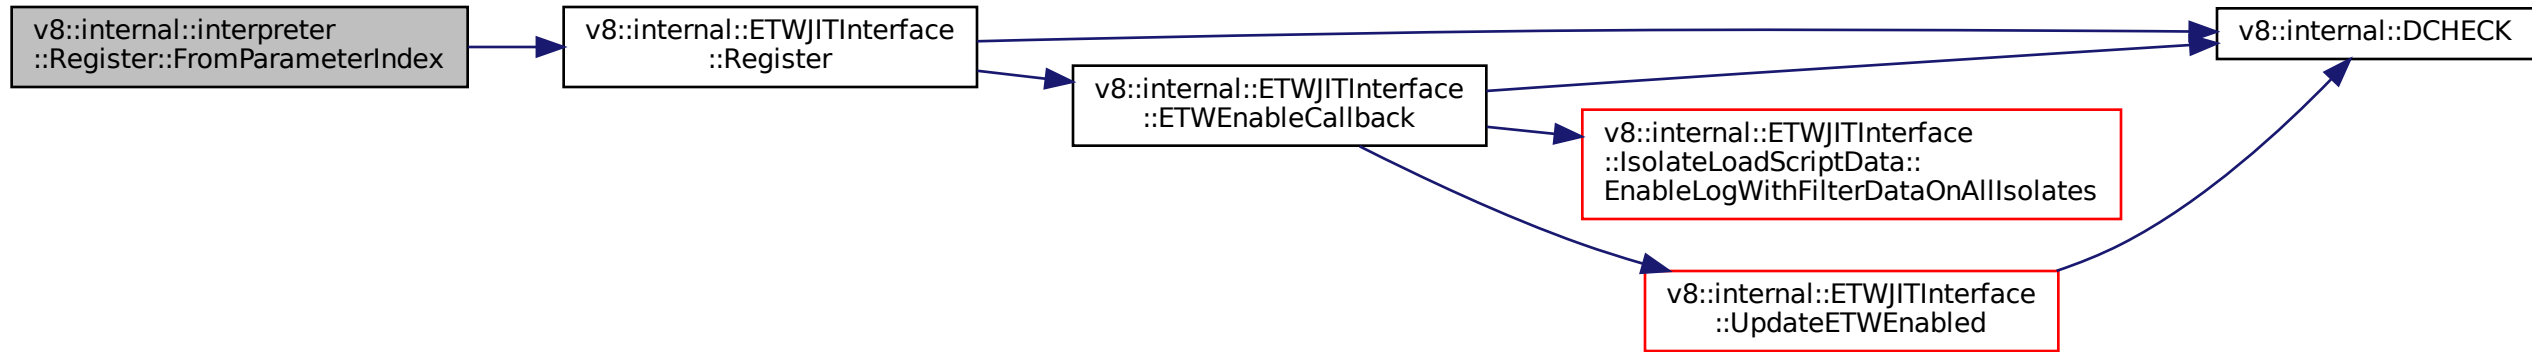 v8::internal::interpreter
::Register::FromParameterIndex
v8::internal::ETWJITInterface
::Register
v8::internal::ETWJITInterface
::ETWEnableCallback
v8::internal::DCHECK
v8::internal::ETWJITInterface
::IsolateLoadScriptData::
EnableLogWithFilterDataOnAllIsolates
v8::internal::ETWJITInterface
::UpdateETWEnabled